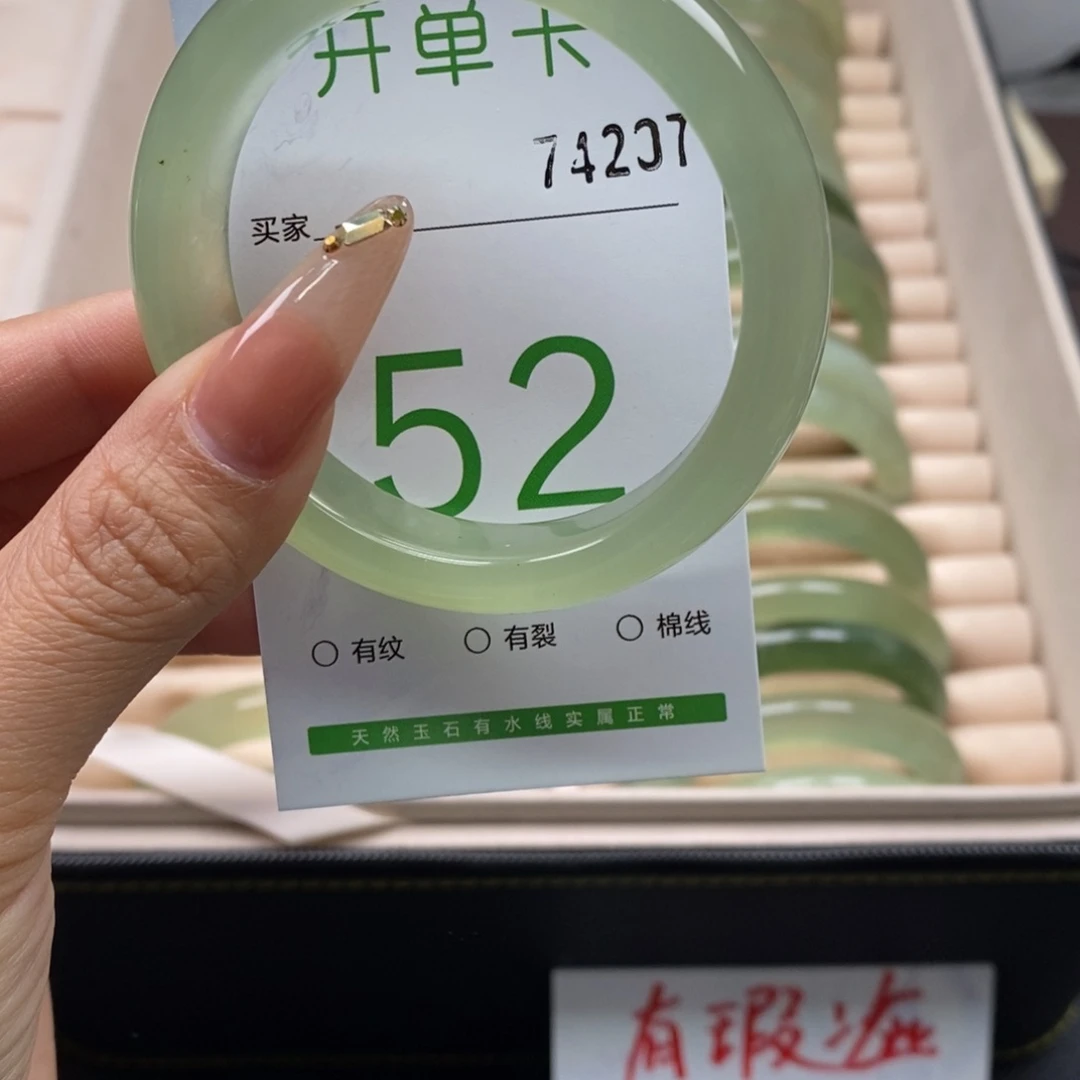 开单卡
74207
买家
52
有纹 有裂 棉线
天然玉石有水线实属正常
有瑕疵